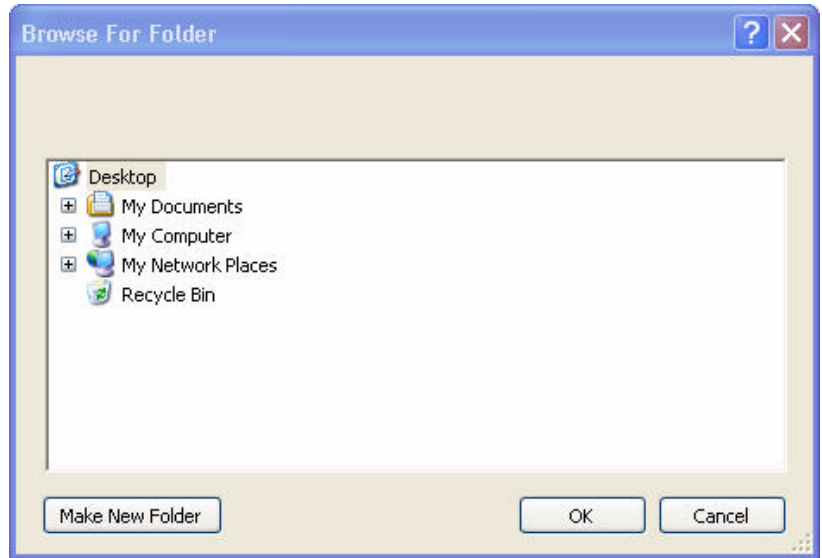 Browse For Folder
Desktop
My Documents
My Computer
My Network Places
Recycle Bin
Make New Folder
OK
Cancel